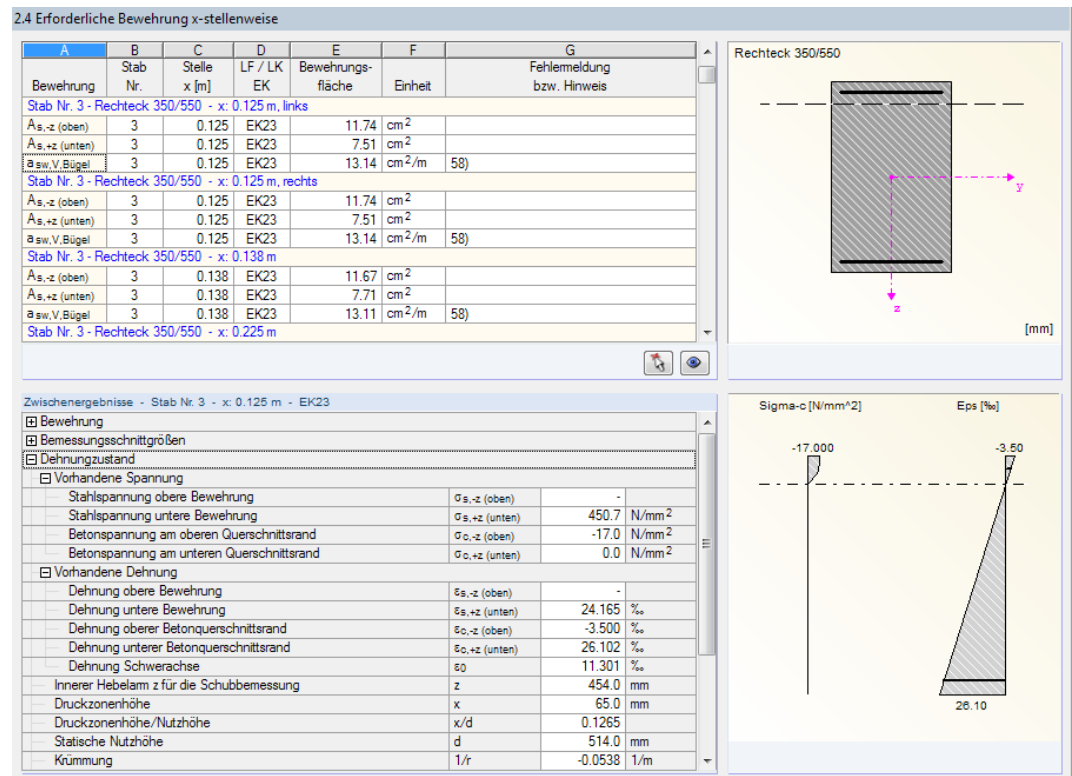 2.4 Erforderliche Bewehrung x-stellenweise
A B C D E F G
Stab Stelle LF / LK Bewehrungs- Fehlermeldung
Bewehrung Nr. x [m] EK fläche Einheit bzw. Hinweis
Stab Nr. 3 - Rechteck 350/550 - x: 0.125 m, links
As,-z (oben) 3 0.125 EK23 11.74 cm²
As,+z (unten) 3 0.125 EK23 7.51 cm²
asw,V,Bügel 3 0.125 EK23 13.14 cm²/m 58)
Stab Nr. 3 - Rechteck 350/550 - x: 0.125 m, rechts
As,-z (oben) 3 0.125 EK23 11.74 cm²
As,+z (unten) 3 0.125 EK23 7.51 cm²
asw,V,Bügel 3 0.125 EK23 13.14 cm²/m 58)
Stab Nr. 3 - Rechteck 350/550 - x: 0.138 m
As,-z (oben) 3 0.138 EK23 11.67 cm²
As,+z (unten) 3 0.138 EK23 7.71 cm²
asw,V,Bügel 3 0.138 EK23 13.11 cm²/m 58)
Stab Nr. 3 - Rechteck 350/550 - x: 0.225 m
Rechteck 350/550
y
z
[mm]
Zwischenergebnisse - Stab Nr. 3 - x: 0.125 m - EK23
Bewehrung
Bemessungsschnittgrößen
Dehnungzustand
Vorhandene Spannung
Stahlspannung obere Bewehrung σs,-z (oben) -
Stahlspannung untere Bewehrung σs,+z (unten) 450.7 N/mm²
Betonspannung am oberen Querschnittsrand σc,-z (oben) -17.0 N/mm²
Betonspannung am unteren Querschnittsrand σc,+z (unten) 0.0 N/mm²
Vorhandene Dehnung
Dehnung obere Bewehrung εs,-z (oben) -
Dehnung untere Bewehrung εs,+z (unten) 24.165 ‰
Dehnung oberer Betonquerschnittsrand εc,-z (oben) -3.500 ‰
Dehnung unterer Betonquerschnittsrand εc,+z (unten) 26.102 ‰
Dehnung Schwerachse ε0 11.301 ‰
Innerer Hebelarm z für die Schubbemessung z 454.0 mm
Druckzonenhöhe x 65.0 mm
Druckzonenhöhe/Nutzhöhe x/d 0.1265
Statische Nutzhöhe d 514.0 mm
Krümmung 1/r -0.0538 1/m
Sigma-c [N/mm^2] Eps [‰]
-17.000 -3.50
26.10